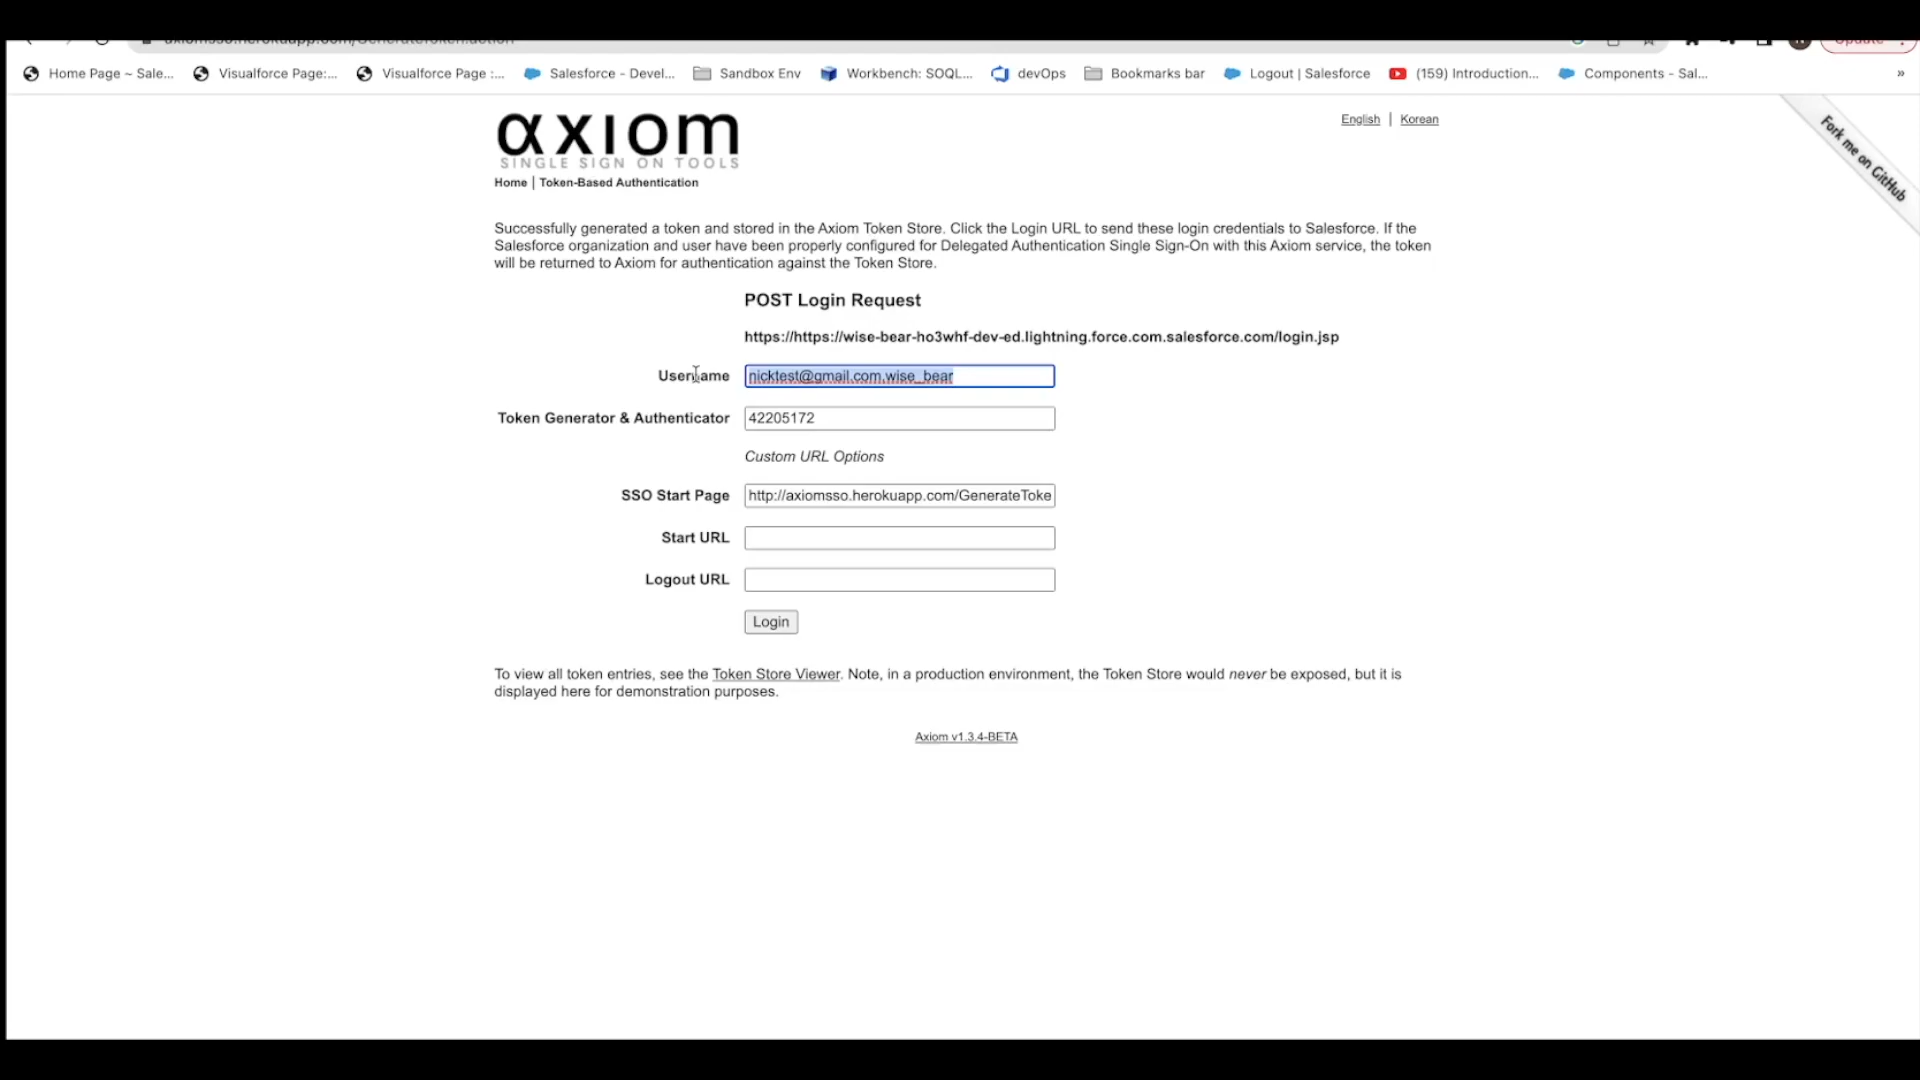 axiomsso.herokuapp.com/GenerateToken.action
Update
Home Page ~ Sale...
Visualforce Page:...
Visualforce Page :...
Salesforce - Devel...
Sandbox Env
Workbench: SOQL...
devOps
Bookmarks bar
Logout | Salesforce
(159) Introduction...
Components - Sal...
»
αxιom
SINGLE SIGN ON TOOLS
English | Korean
Fork me on GitHub
Home | Token-Based Authentication
Successfully generated a token and stored in the Axiom Token Store. Click the Login URL to send these login credentials to Salesforce. If the
Salesforce organization and user have been properly configured for Delegated Authentication Single Sign-On with this Axiom service, the token
will be returned to Axiom for authentication against the Token Store.
POST Login Request
https://https://wise-bear-ho3whf-dev-ed.lightning.force.com.salesforce.com/login.jsp
Username nicktest@gmail.com.wise_bear
Token Generator & Authenticator 42205172
Custom URL Options
SSO Start Page http://axiomsso.herokuapp.com/GenerateToke
Start URL
Logout URL
Login
To view all token entries, see the Token Store Viewer. Note, in a production environment, the Token Store would never be exposed, but it is
displayed here for demonstration purposes.
Axiom v1.3.4-BETA